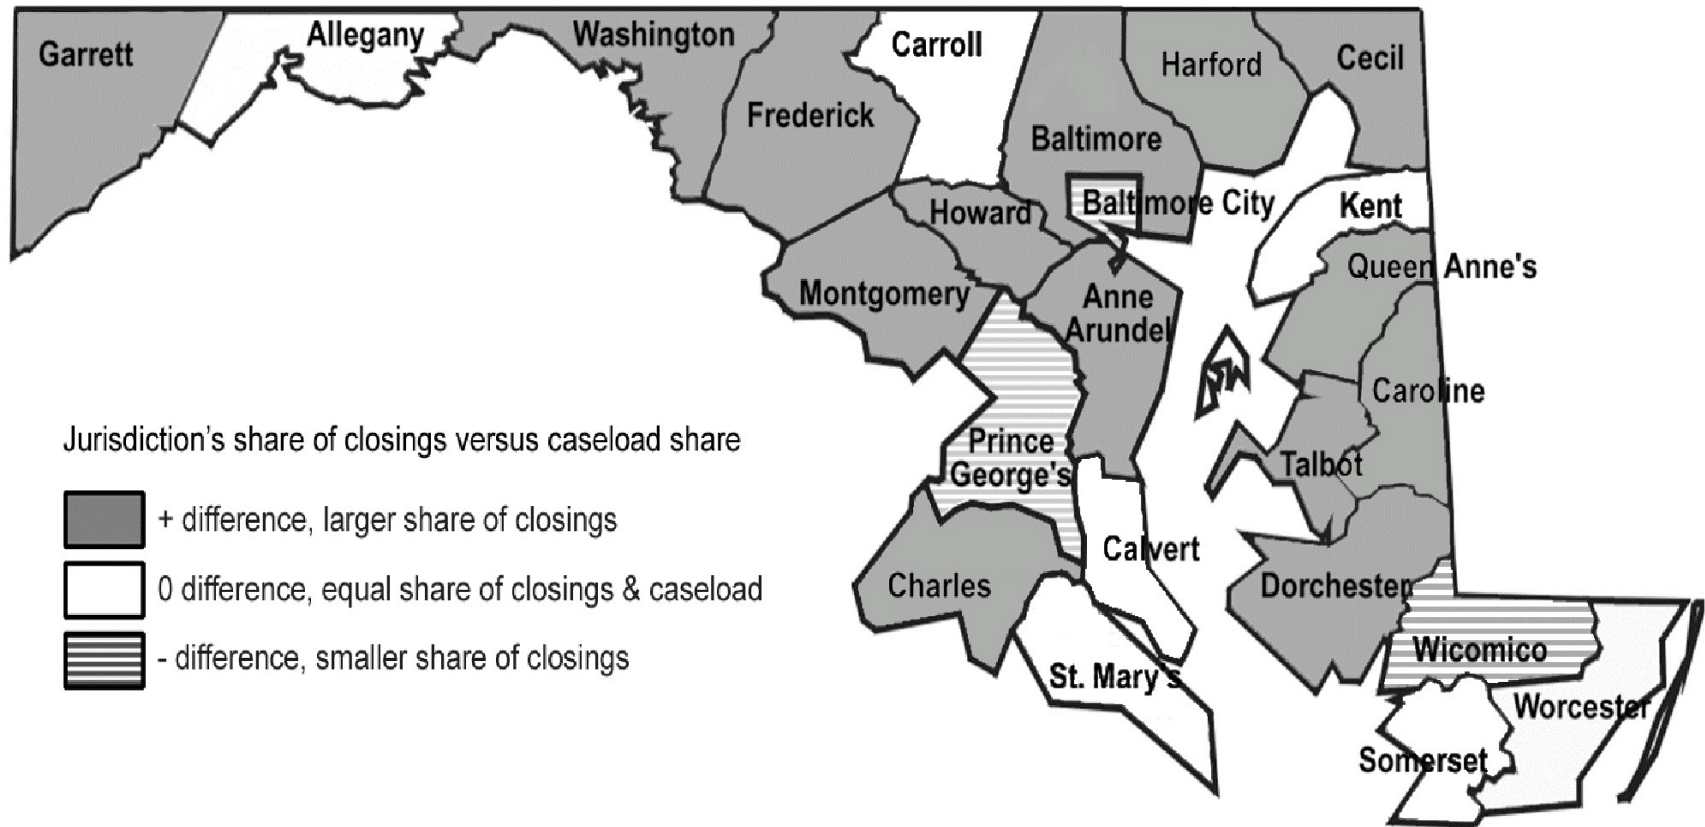 Garrett
Allegany
Washington
Frederick
Carroll
Baltimore
Harford
Cecil
Baltimore City
Howard
Kent
Montgomery
Anne
Arundel
Queen Anne's
Caroline
Talbot
Prince
George's
Calvert
Charles
Dorchester
St. Mary's
Wicomico
Worcester
Somerset
Jurisdiction's share of closings versus caseload share
+ difference, larger share of closings
0 difference, equal share of closings & caseload
- difference, smaller share of closings